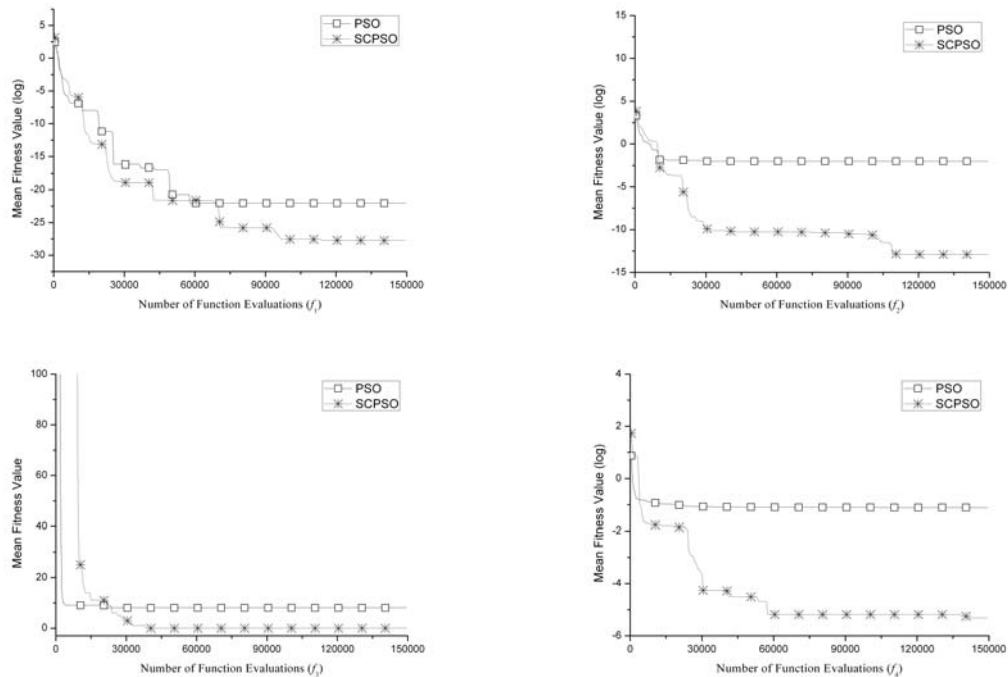 5
0
-5
-10
-15
-20
-25
-30
Mean Fitness Value (log)
PSO
SCPSO
0 30000 60000 90000 120000 150000
Number of Function Evaluations (f₁)
15
10
5
0
-5
-10
-15
Mean Fitness Value (log)
PSO
SCPSO
0 30000 60000 90000 120000 150000
Number of Function Evaluations (f₂)
100
80
60
40
20
0
Mean Fitness Value
PSO
SCPSO
0 30000 60000 90000 120000 150000
Number of Function Evaluations (f₃)
4
2
0
-2
-4
-6
Mean Fitness Value (log)
PSO
SCPSO
0 30000 60000 90000 120000 150000
Number of Function Evaluations (f₄)